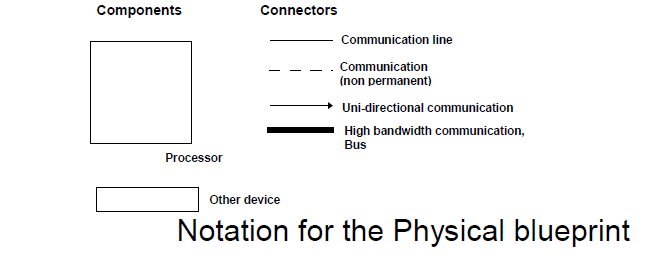 Components
Connectors
Communication line
Communication
(non permanent)
Uni-directional communication
High bandwidth communication,
Bus
Processor
Other device
Notation for the Physical blueprint